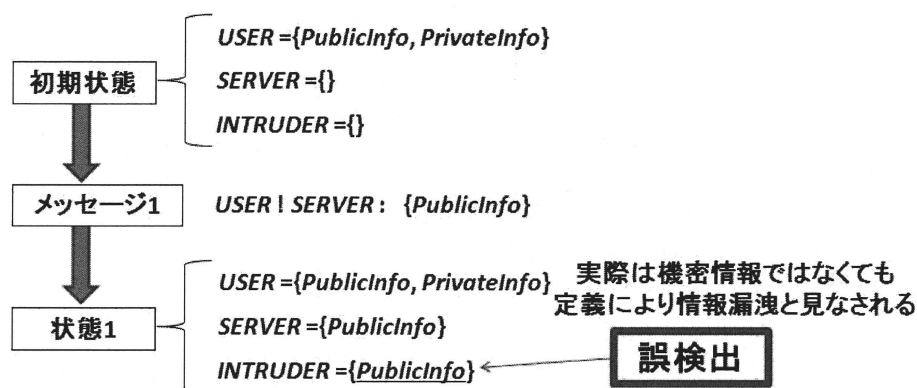 USER ={PublicInfo, PrivateInfo}
初期状態
SERVER ={}
INTRUDER ={}
メッセージ1
USER ! SERVER : {PublicInfo}
USER ={PublicInfo, PrivateInfo}
実際は機密情報ではなくても
定義により情報漏洩と見なされる
状態1
SERVER ={PublicInfo}
INTRUDER ={PublicInfo}
誤検出